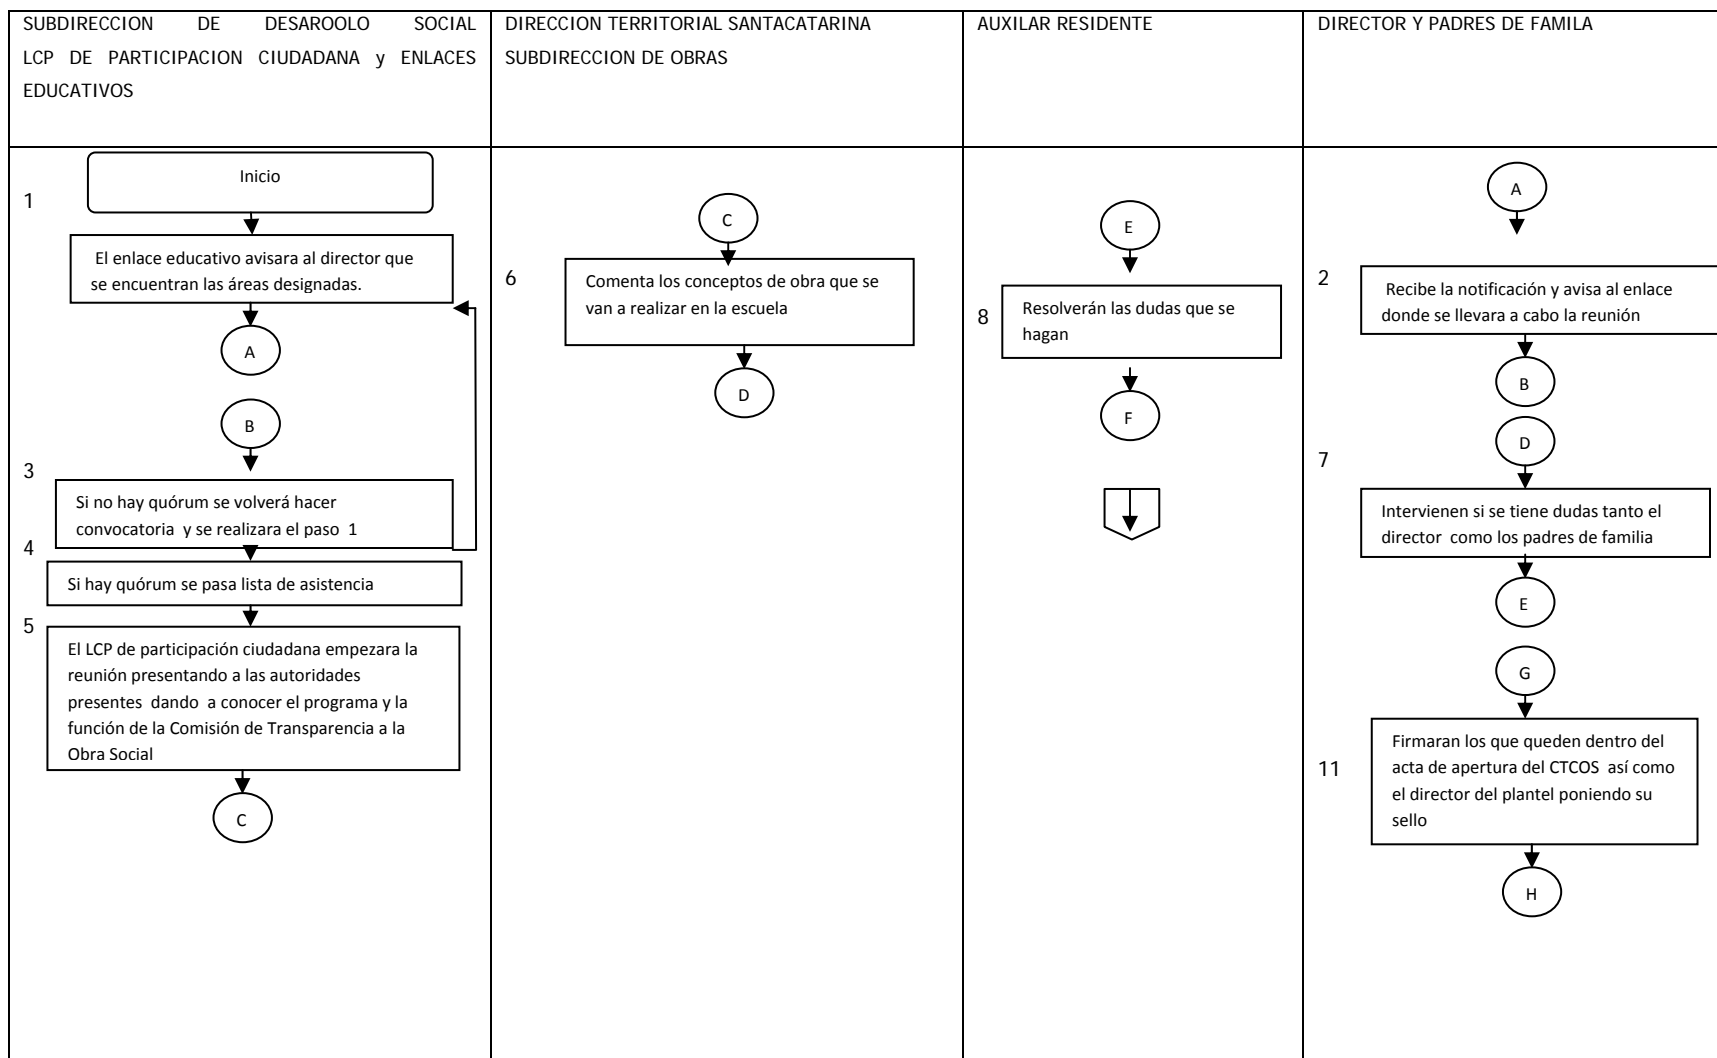 SUBDIRECCION DE DESAROOLO SOCIAL
LCP DE PARTICIPACION CIUDADANA y ENLACES
EDUCATIVOS
DIRECCION TERRITORIAL SANTACATARINA
SUBDIRECCION DE OBRAS
AUXILAR RESIDENTE
DIRECTOR Y PADRES DE FAMILA
Inicio
1
El enlace educativo avisara al director que
se encuentran las áreas designadas.
A
B
3
Si no hay quórum se volverá hacer
convocatoria y se realizara el paso 1
4
Si hay quórum se pasa lista de asistencia
5
El LCP de participación ciudadana empezara la
reunión presentando a las autoridades
presentes dando a conocer el programa y la
función de la Comisión de Transparencia a la
Obra Social
C
C
6
Comenta los conceptos de obra que se
van a realizar en la escuela
D
E
8
Resolverán las dudas que se
hagan
F
A
2
Recibe la notificación y avisa al enlace
donde se llevara a cabo la reunión
B
D
7
Intervienen si se tiene dudas tanto el
director como los padres de familia
E
G
11
Firmaran los que queden dentro del
acta de apertura del CTCOS así como
el director del plantel poniendo su
sello
H